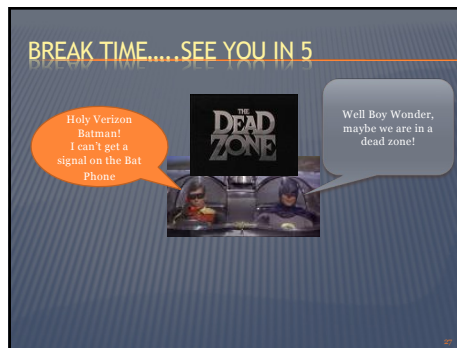 BREAK TIME.....SEE YOU IN 5
Holy Verizon
Batman!
I can't get a
signal on the Bat
Phone
THE
DEAD
ZONE
Well Boy Wonder,
maybe we are in a
dead zone!
27